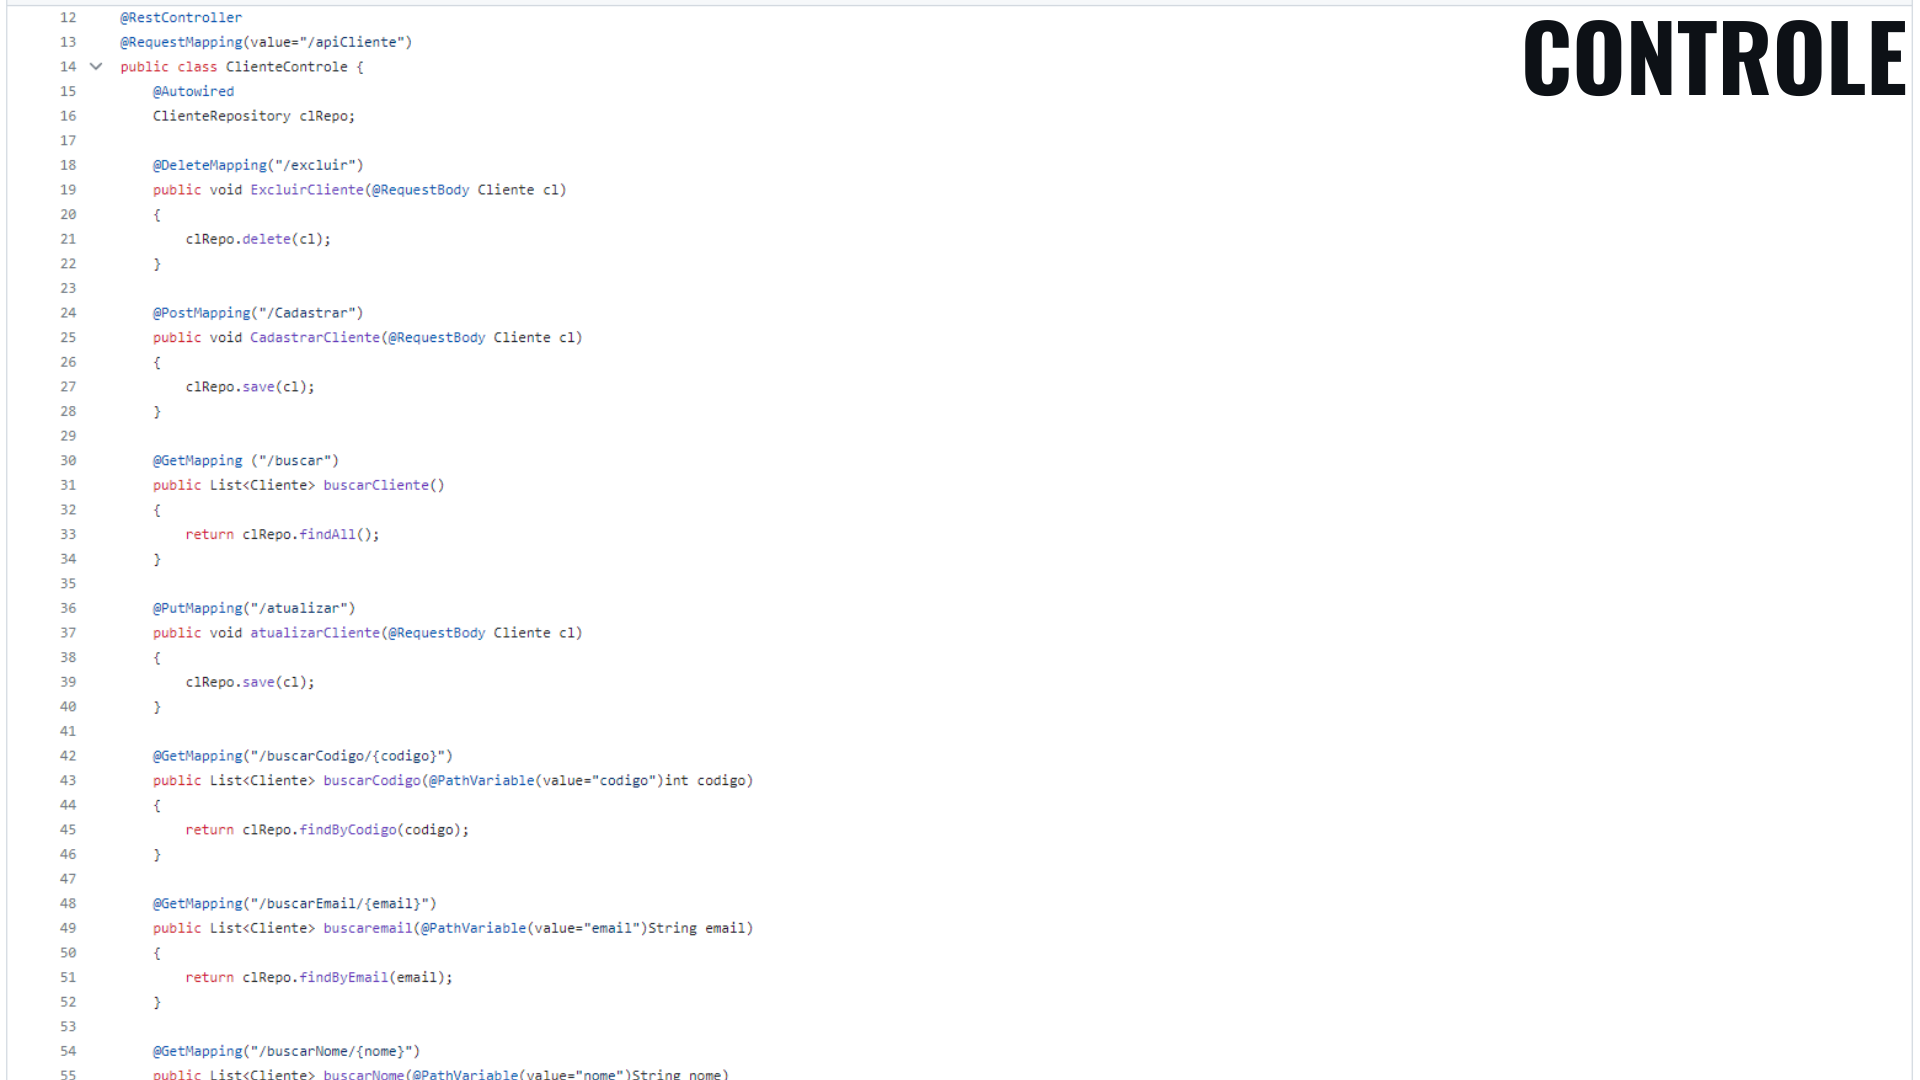 CONTROLE
12 @RestController
13 @RequestMapping(value="/apiCliente")
14 public class ClienteControle {
15 @Autowired
16 ClienteRepository clRepo;
17
18 @DeleteMapping("/excluir")
19 public void ExcluirCliente(@RequestBody Cliente cl)
20 {
21 clRepo.delete(cl);
22 }
23
24 @PostMapping("/Cadastrar")
25 public void CadastrarCliente(@RequestBody Cliente cl)
26 {
27 clRepo.save(cl);
28 }
29
30 @GetMapping ("/buscar")
31 public List<Cliente> buscarCliente()
32 {
33 return clRepo.findAll();
34 }
35
36 @PutMapping("/atualizar")
37 public void atualizarCliente(@RequestBody Cliente cl)
38 {
39 clRepo.save(cl);
40 }
41
42 @GetMapping("/buscarCodigo/{codigo}")
43 public List<Cliente> buscarCodigo(@PathVariable(value="codigo")int codigo)
44 {
45 return clRepo.findByCodigo(codigo);
46 }
47
48 @GetMapping("/buscarEmail/{email}")
49 public List<Cliente> buscaremail(@PathVariable(value="email")String email)
50 {
51 return clRepo.findByEmail(email);
52 }
53
54 @GetMapping("/buscarNome/{nome}")
55 public List<Cliente> buscarNome(@PathVariable(value="nome")String nome)